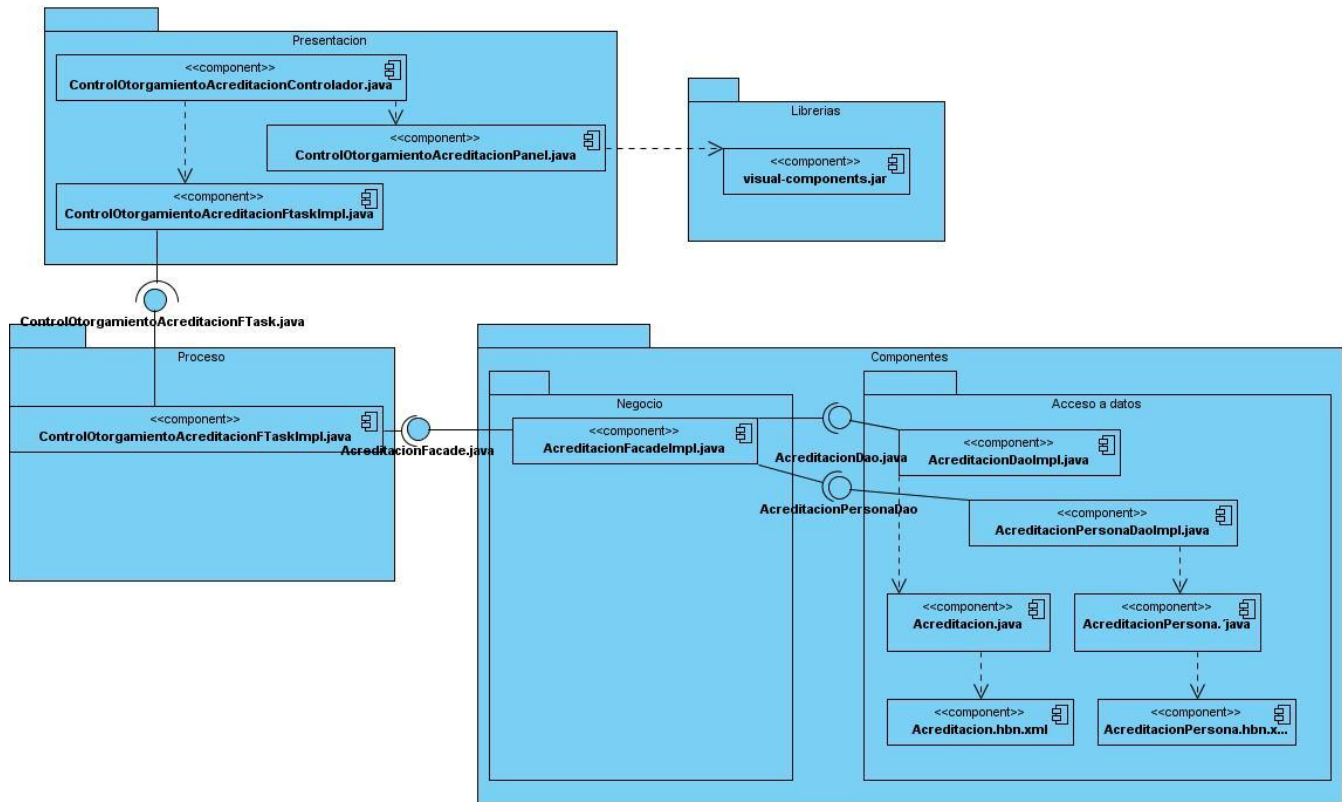 Presentacion
<<component>>
ControlOtorgamientoAcreditacionControlador.java
<<component>>
ControlOtorgamientoAcreditacionPanel.java
<<component>>
ControlOtorgamientoAcreditacionFtaskImpl.java
Librerias
<<component>>
visual-components.jar
ControlOtorgamientoAcreditacionFTask.java
Proceso
<<component>>
ControlOtorgamientoAcreditacionFTaskImpl.java
AcreditacionFacade.java
Componentes
Negocio
<<component>>
AcreditacionFacadeImpl.java
AcreditacionDao.java
AcreditacionPersonaDao
Acceso a datos
<<component>>
AcreditacionDaoImpl.java
<<component>>
AcreditacionPersonaDaoImpl.java
<<component>>
Acreditacion.java
<<component>>
AcreditacionPersona.´java
<<component>>
Acreditacion.hbn.xml
<<component>>
AcreditacionPersona.hbn.x...